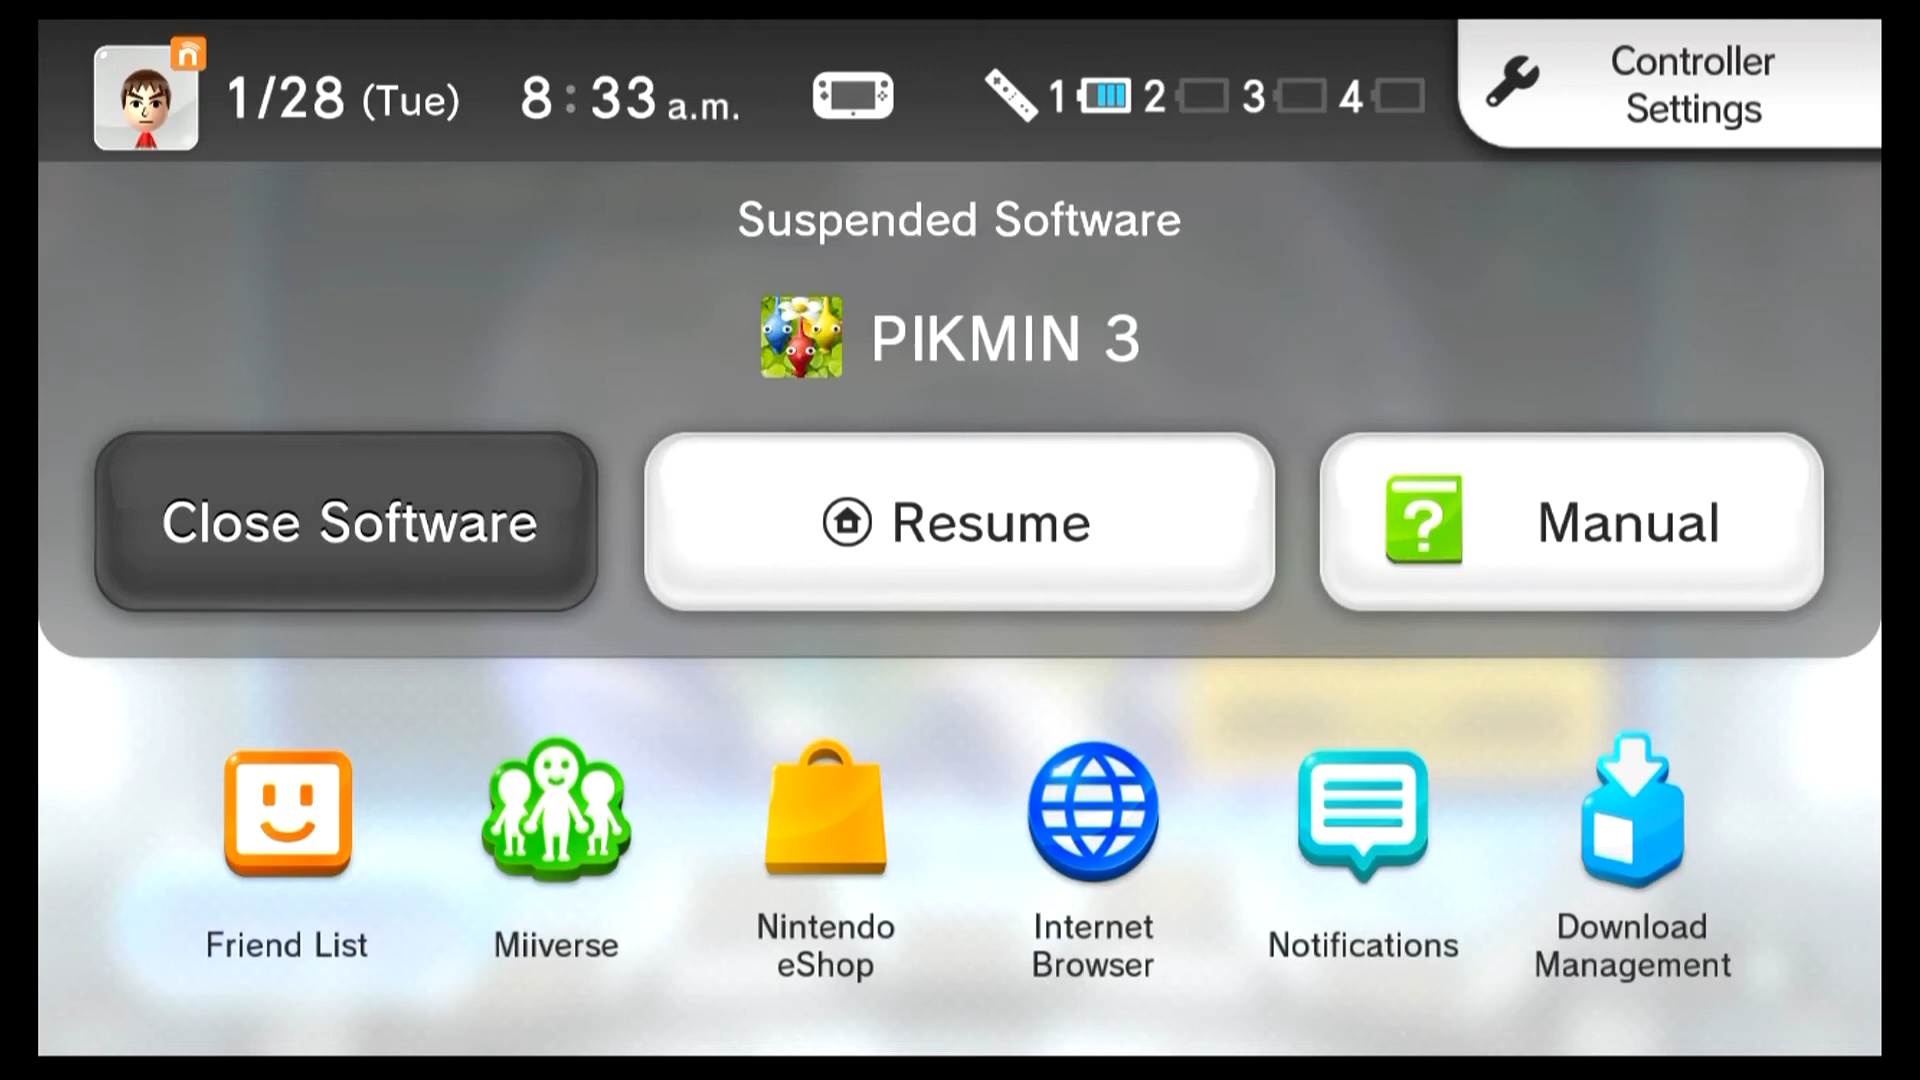 1/28 (Tue) 8:33 a.m.
1 2 3 4
Controller
Settings
Suspended Software
PIKMIN 3
Close Software
Resume
? Manual
Friend List
Miiverse
Nintendo
eShop
Internet
Browser
Notifications
Download
Management